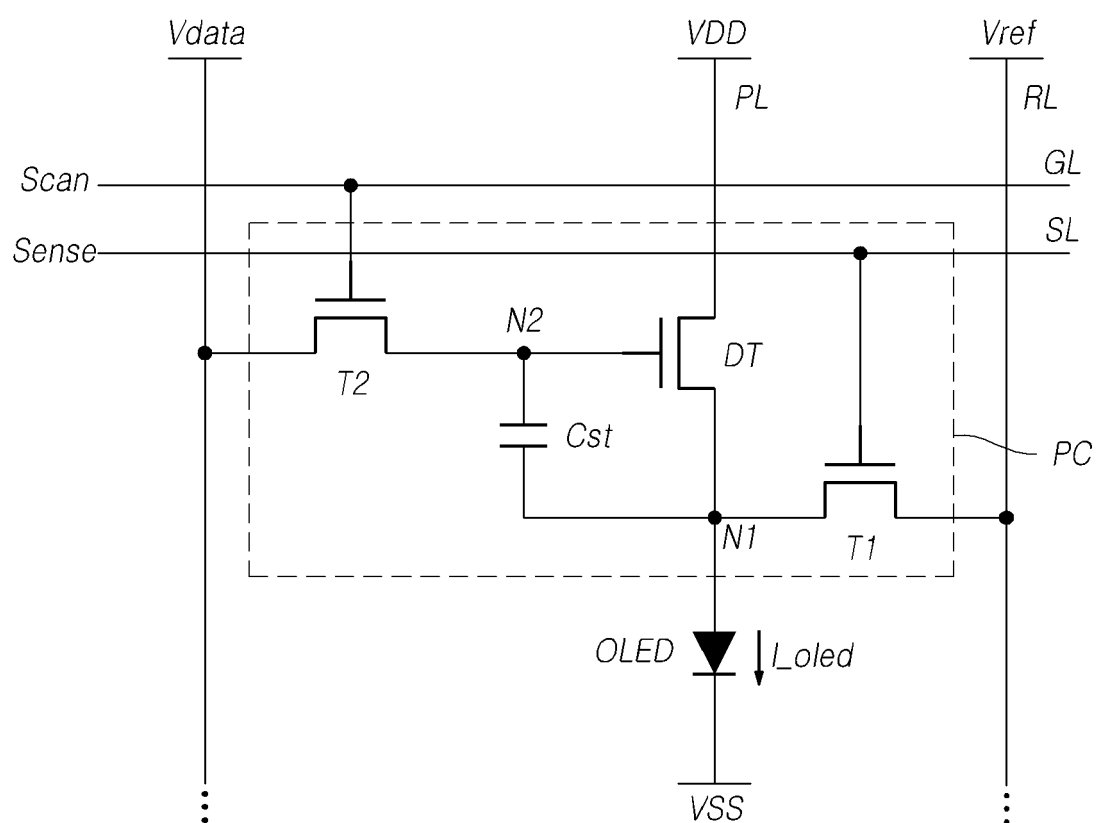 Vdata
VDD
Vref
PL
RL
Scan
GL
Sense
SL
N2
DT
T2
Cst
PC
N1
T1
OLED
I_oled
VSS